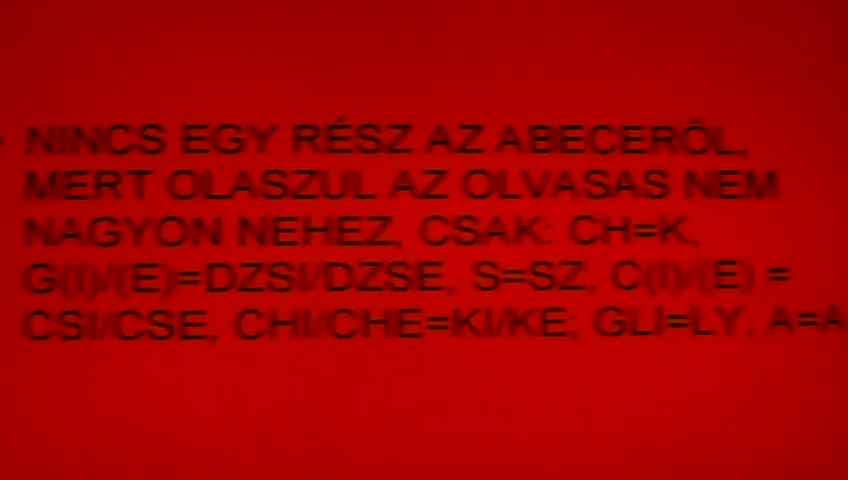 NINCS EGY RÉSZ AZ ABECERŐL,
MERT OLASZUL AZ OLVASAS NEM
NAGYON NEHEZ, CSAK: CH=K,
G(I)/(E)=DZSI/DZSE, S=SZ, C(I)/(E) =
CSI/CSE, CHI/CHE=KI/KE; GLI=LY, A=A